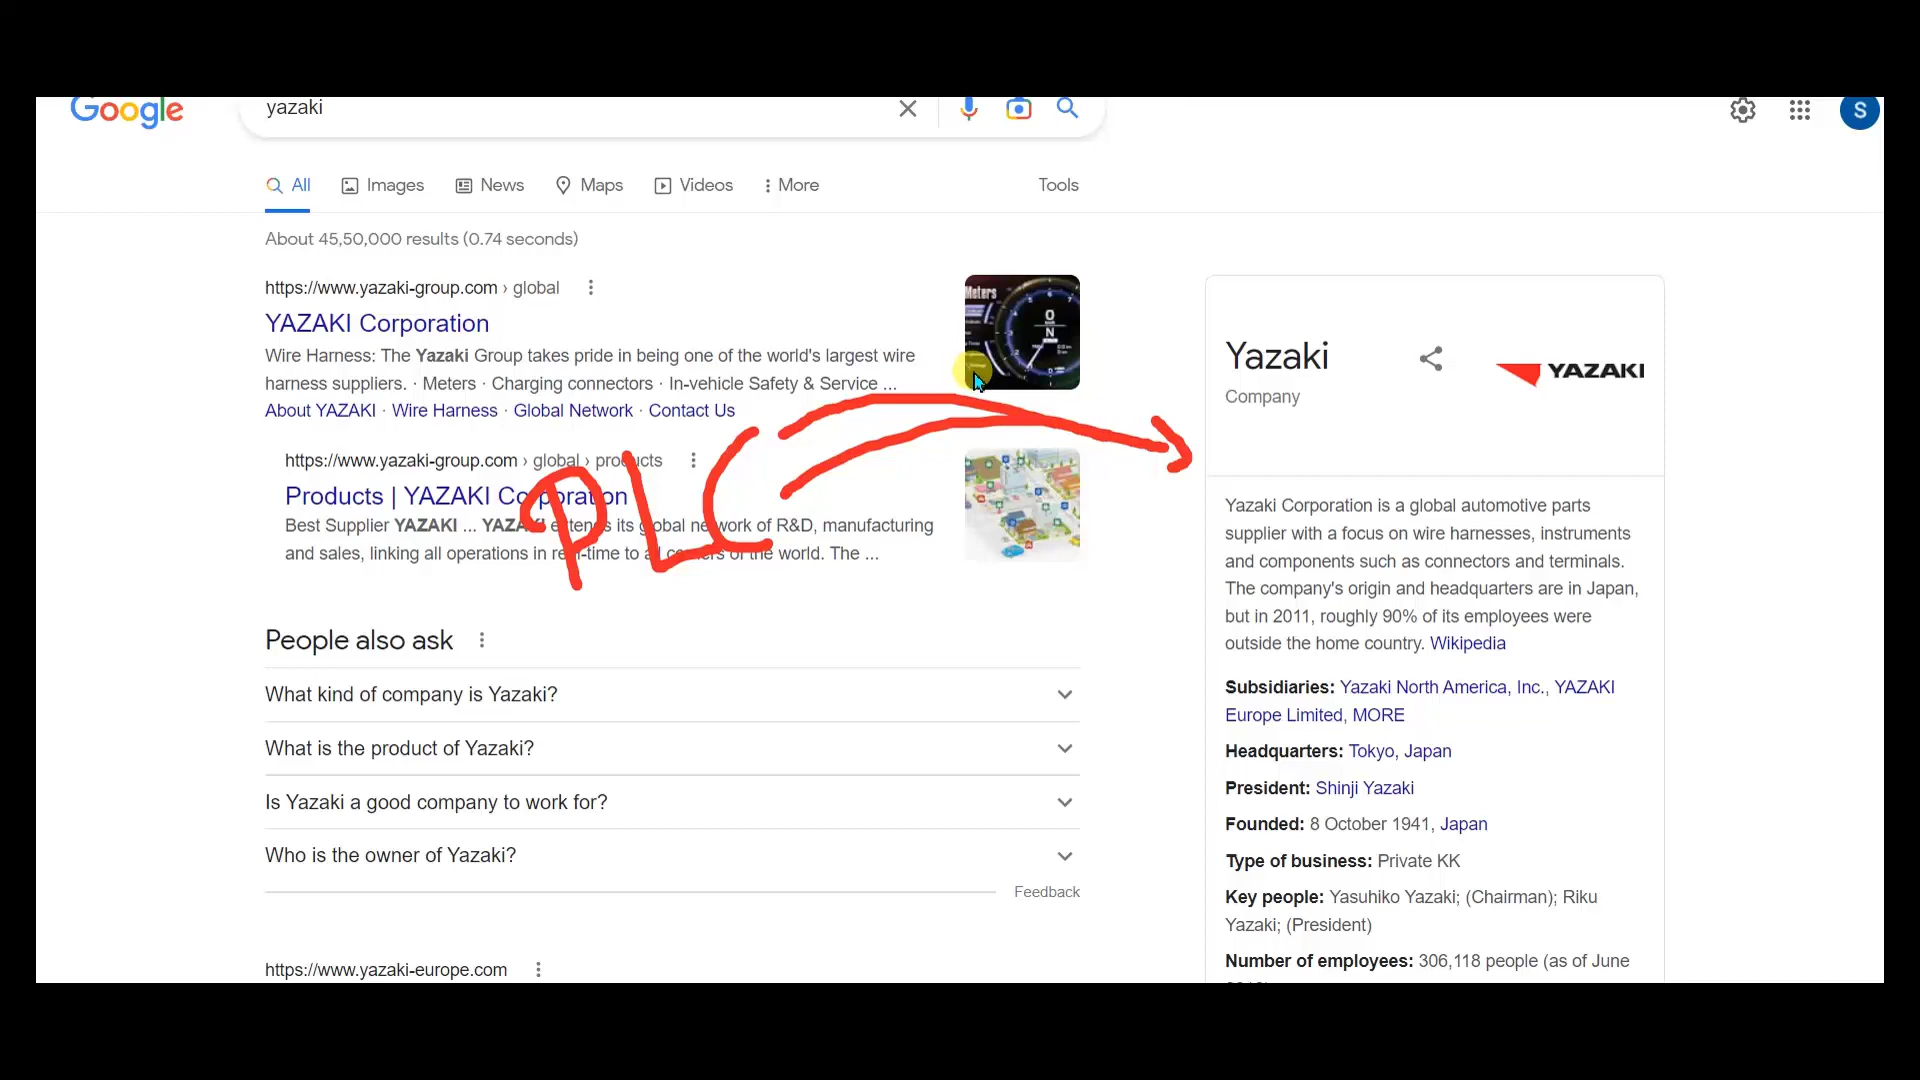 Google
yazaki
S
All Images News Maps Videos More Tools
About 45,50,000 results (0.74 seconds)
https://www.yazaki-group.com › global
YAZAKI Corporation
Wire Harness: The Yazaki Group takes pride in being one of the world's largest wire
harness suppliers. · Meters · Charging connectors · In-vehicle Safety & Service ...
About YAZAKI · Wire Harness · Global Network · Contact Us
Meters
0
N
https://www.yazaki-group.com › global › products
Products | YAZAKI Corporation
Best Supplier YAZAKI ... YAZAKI extends its global network of R&D, manufacturing
and sales, linking all operations in real-time to all corners of the world. The ...
PLC
People also ask
What kind of company is Yazaki?
What is the product of Yazaki?
Is Yazaki a good company to work for?
Who is the owner of Yazaki?
Feedback
https://www.yazaki-europe.com
Yazaki
Company
YAZAKI
Yazaki Corporation is a global automotive parts
supplier with a focus on wire harnesses, instruments
and components such as connectors and terminals.
The company's origin and headquarters are in Japan,
but in 2011, roughly 90% of its employees were
outside the home country. Wikipedia
Subsidiaries: Yazaki North America, Inc., YAZAKI
Europe Limited, MORE
Headquarters: Tokyo, Japan
President: Shinji Yazaki
Founded: 8 October 1941, Japan
Type of business: Private KK
Key people: Yasuhiko Yazaki; (Chairman); Riku
Yazaki; (President)
Number of employees: 306,118 people (as of June